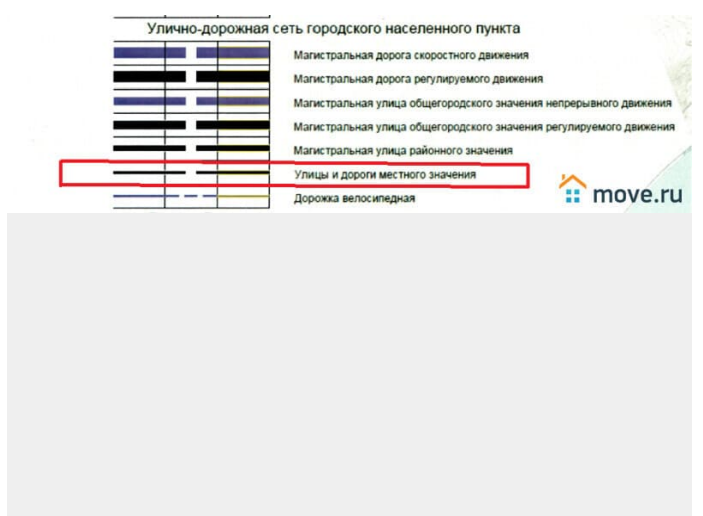 Улично-дорожная сеть городского населенного пункта
Магистральная дорога скоростного движения
Магистральная дорога регулируемого движения
Магистральная улица общегородского значения непрерывного движения
Магистральная улица общегородского значения регулируемого движения
Магистральная улица районного значения
Улицы и дороги местного значения
Дорожка велосипедная
move.ru